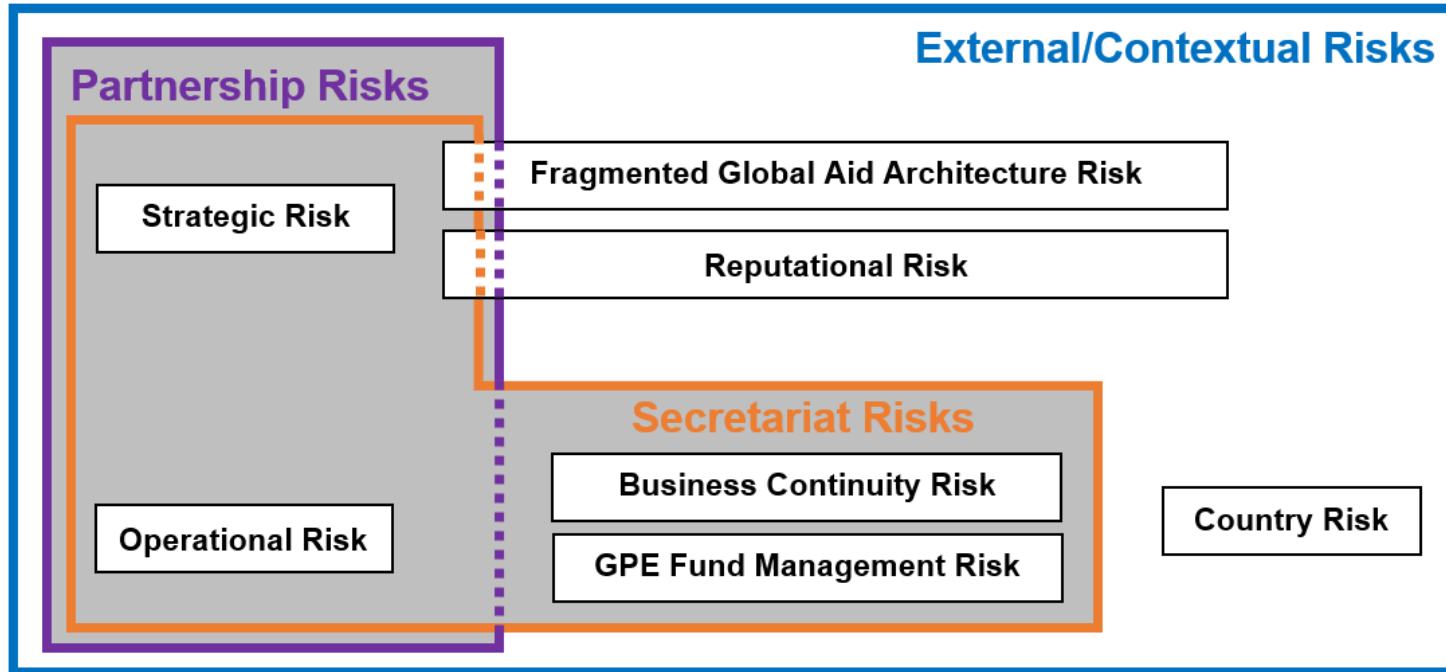 External/Contextual Risks
Partnership Risks
Fragmented Global Aid Architecture Risk
Strategic Risk
Reputational Risk
Secretariat Risks
Business Continuity Risk
Country Risk
Operational Risk
GPE Fund Management Risk